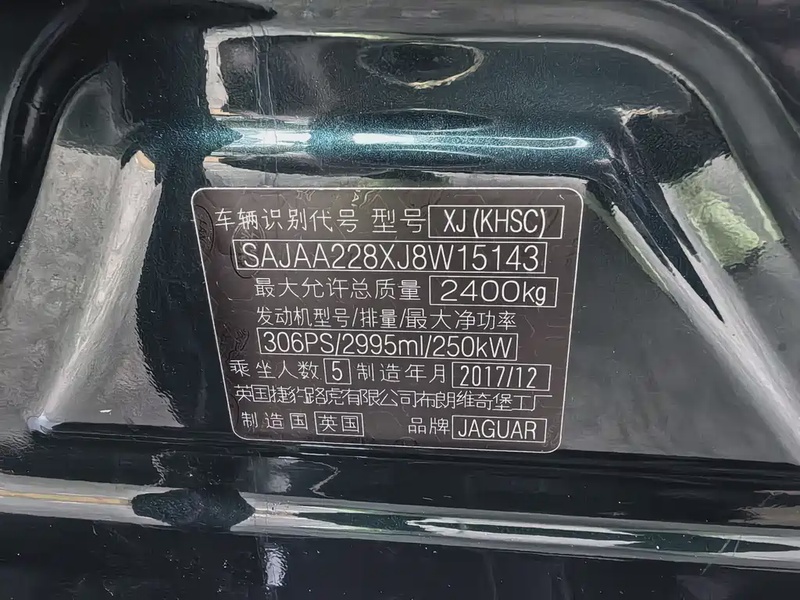 车辆识别代号 型号 XJ (KHSC)
SAJAA228XJ8W15143
最大允许总质量 2400kg
发动机型号/排量/最大净功率
306PS/2995ml/250kW
乘坐人数 5 制造年月 2017/12
英国捷豹路虎有限公司布朗维奇堡工厂
制造国 英国 品牌 JAGUAR